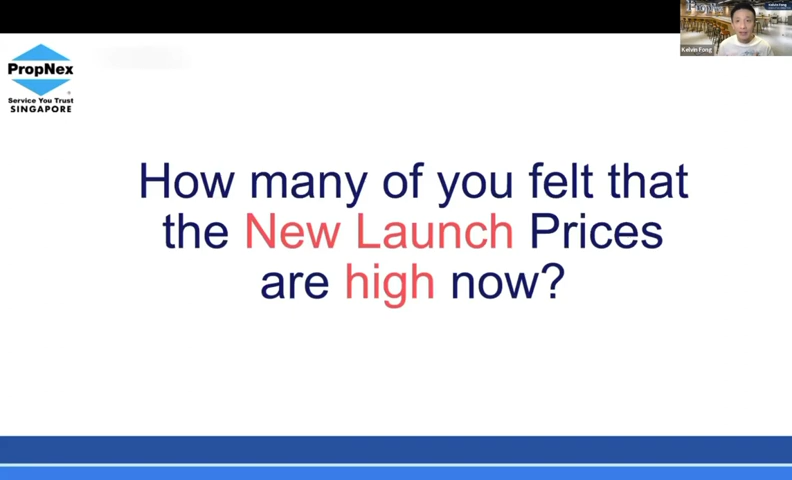 PropNex
Service You Trust
SINGAPORE
Kelvin Fong
How many of you felt that
the New Launch Prices
are high now?